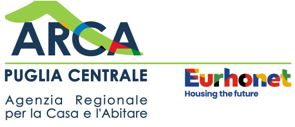 ARCA
PUGLIA CENTRALE
Agenzia Regionale
per la Casa e l'Abitare
Eurhonet
Housing the future